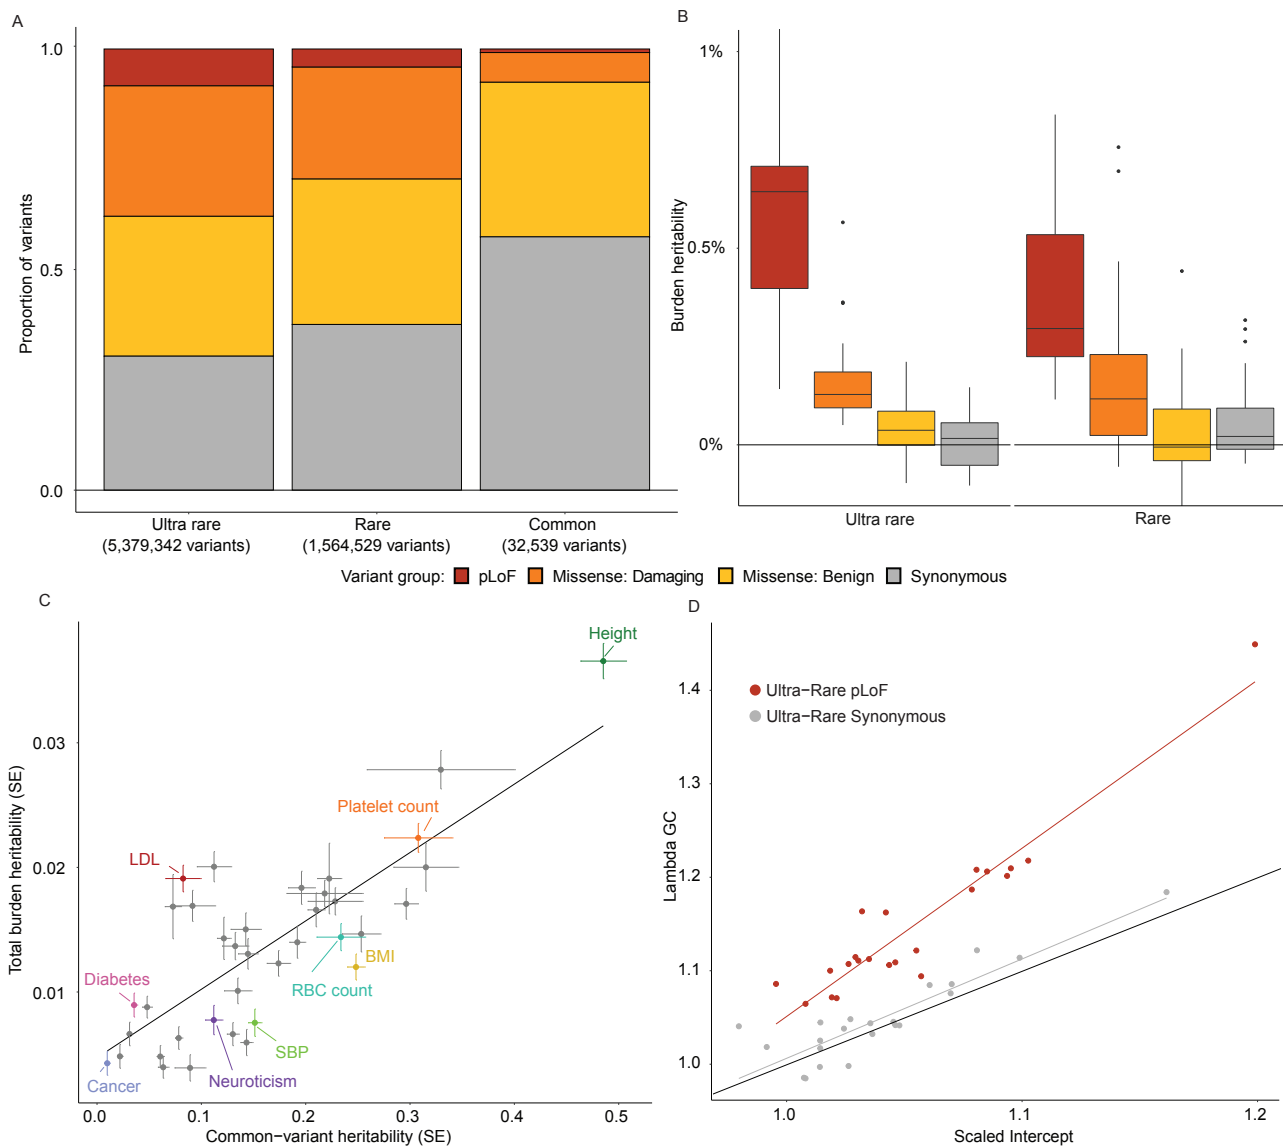 A
1.0
0.5
0.0
Proportion of variants
Ultra rare
(5,379,342 variants)
Rare
(1,564,529 variants)
Common
(32,539 variants)
B
1%
0.5%
0%
Burden heritability
Ultra rare
Rare
Variant group: pLoF Missense: Damaging Missense: Benign Synonymous
C
Height
Platelet count
LDL
BMI
RBC count
Diabetes
SBP
Neuroticism
Cancer
0.03
0.02
0.01
Total burden heritability (SE)
0.0 0.1 0.2 0.3 0.4 0.5
Common−variant heritability (SE)
D
Ultra−Rare pLoF
Ultra−Rare Synonymous
1.4
1.3
1.2
1.1
1.0
Lambda GC
1.0 1.1 1.2
Scaled Intercept